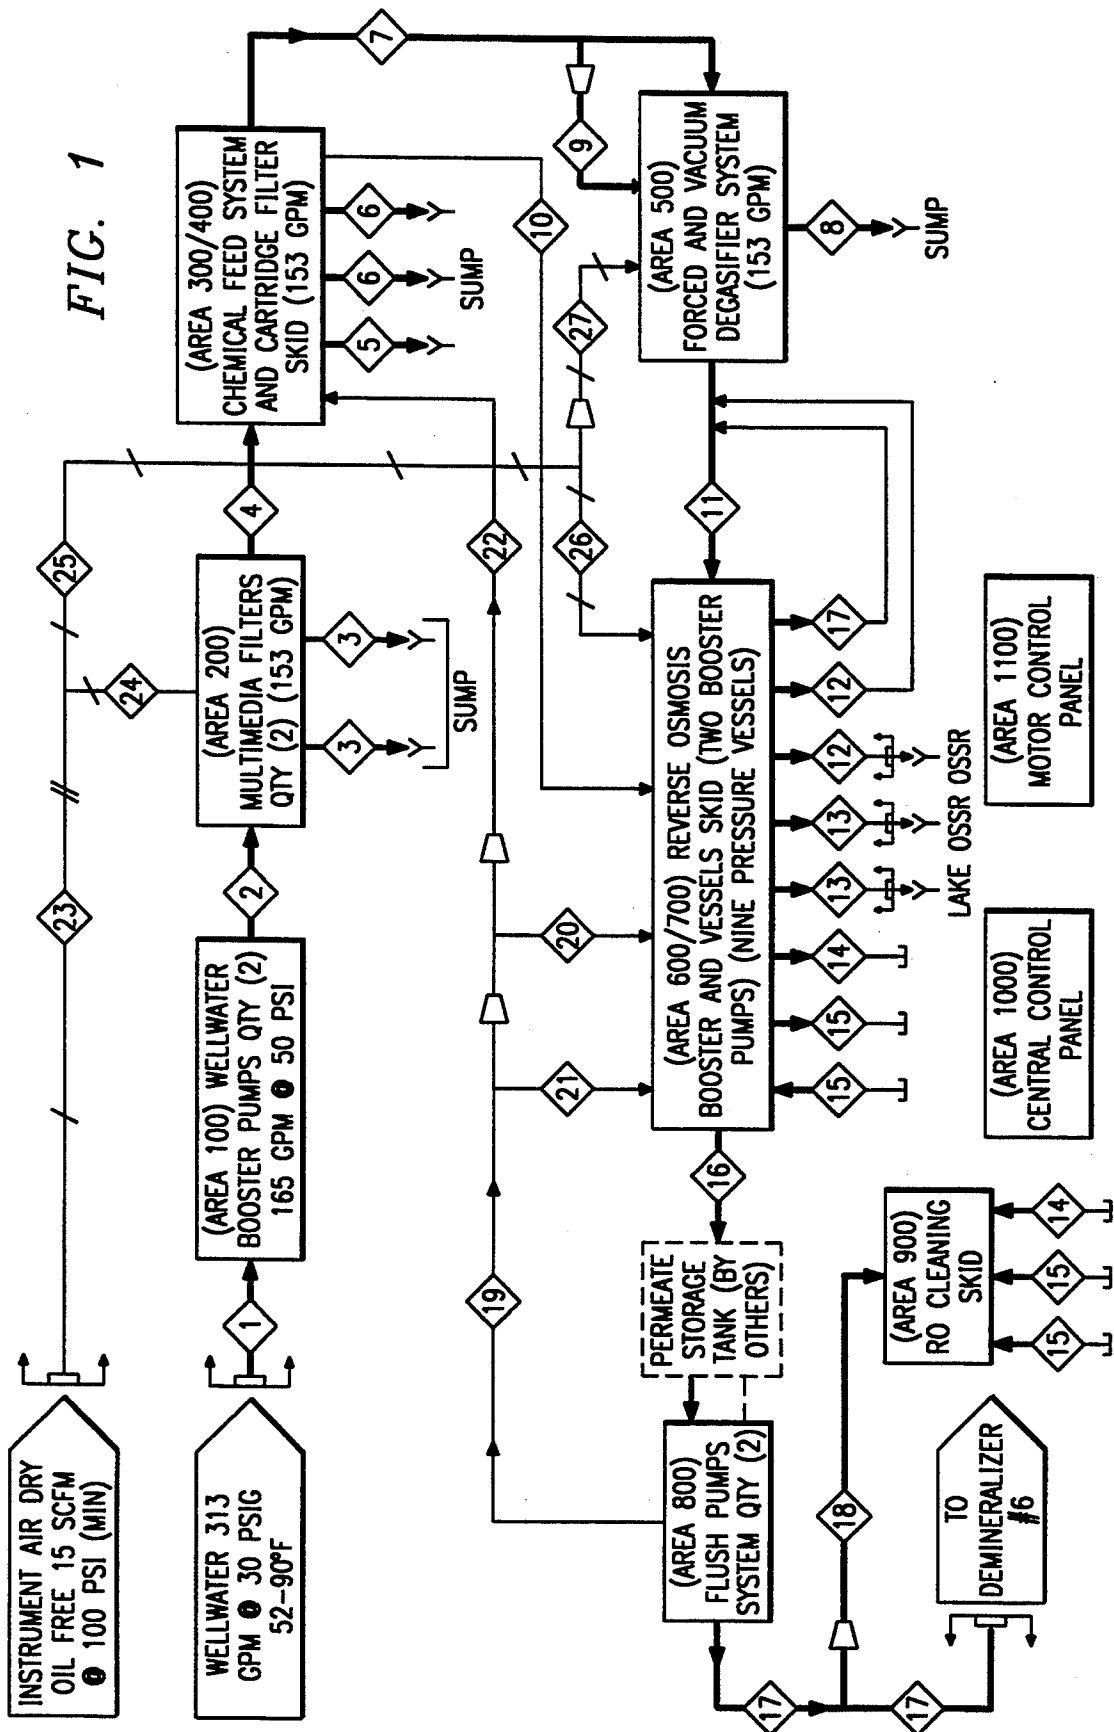 FIG. 1
INSTRUMENT AIR DRY
OIL FREE 15 SCFM
@ 100 PSI (MIN)
23
24
25
WELLWATER 313
GPM @ 30 PSIG
52-90°F
1
(AREA 100) WELLWATER
BOOSTER PUMPS QTY (2)
165 GPM @ 50 PSI
2
(AREA 200)
MULTIMEDIA FILTERS
QTY (2) (153 GPM)
3
3
SUMP
4
(AREA 300/400)
CHEMICAL FEED SYSTEM
AND CARTRIDGE FILTER
SKID (153 GPM)
5
6
6
SUMP
7
10
19
21
20
22
26
27
9
(AREA 500)
FORCED AND VACUUM
DEGASIFIER SYSTEM
(153 GPM)
8
SUMP
11
(AREA 600/700) REVERSE OSMOSIS
BOOSTER AND VESSELS SKID (TWO BOOSTER
PUMPS) (NINE PRESSURE VESSELS)
15
15
14
13
13
12
12
17
LAKE OSSR OSSR
16
PERMEATE
STORAGE
TANK (BY
OTHERS)
(AREA 800)
FLUSH PUMPS
SYSTEM QTY (2)
17
18
17
(AREA 900)
RO CLEANING
SKID
15
15
14
TO
DEMINERALIZER
#6
(AREA 1000)
CENTRAL CONTROL
PANEL
(AREA 1100)
MOTOR CONTROL
PANEL